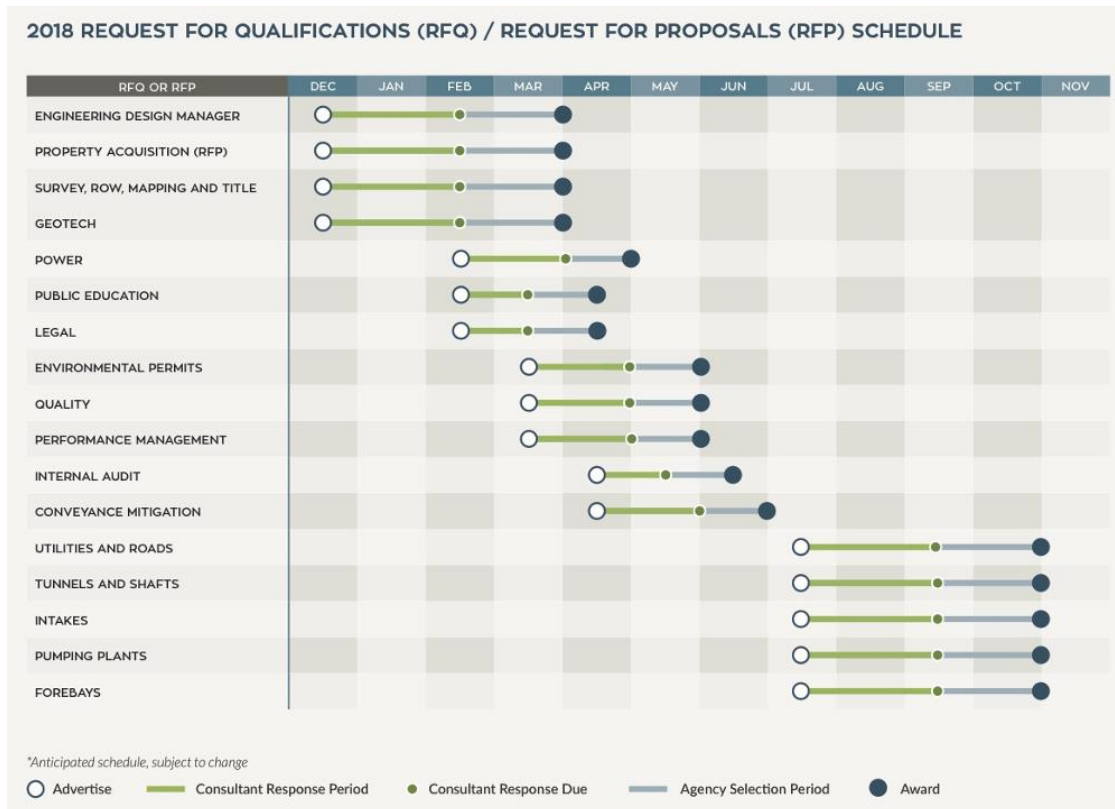 2018 REQUEST FOR QUALIFICATIONS (RFQ) / REQUEST FOR PROPOSALS (RFP) SCHEDULE
RFQ OR RFP DEC JAN FEB MAR APR MAY JUN JUL AUG SEP OCT NOV
ENGINEERING DESIGN MANAGER
PROPERTY ACQUISITION (RFP)
SURVEY, ROW, MAPPING AND TITLE
GEOTECH
POWER
PUBLIC EDUCATION
LEGAL
ENVIRONMENTAL PERMITS
QUALITY
PERFORMANCE MANAGEMENT
INTERNAL AUDIT
CONVEYANCE MITIGATION
UTILITIES AND ROADS
TUNNELS AND SHAFTS
INTAKES
PUMPING PLANTS
FOREBAYS
*Anticipated schedule, subject to change
Advertise Consultant Response Period Consultant Response Due Agency Selection Period Award